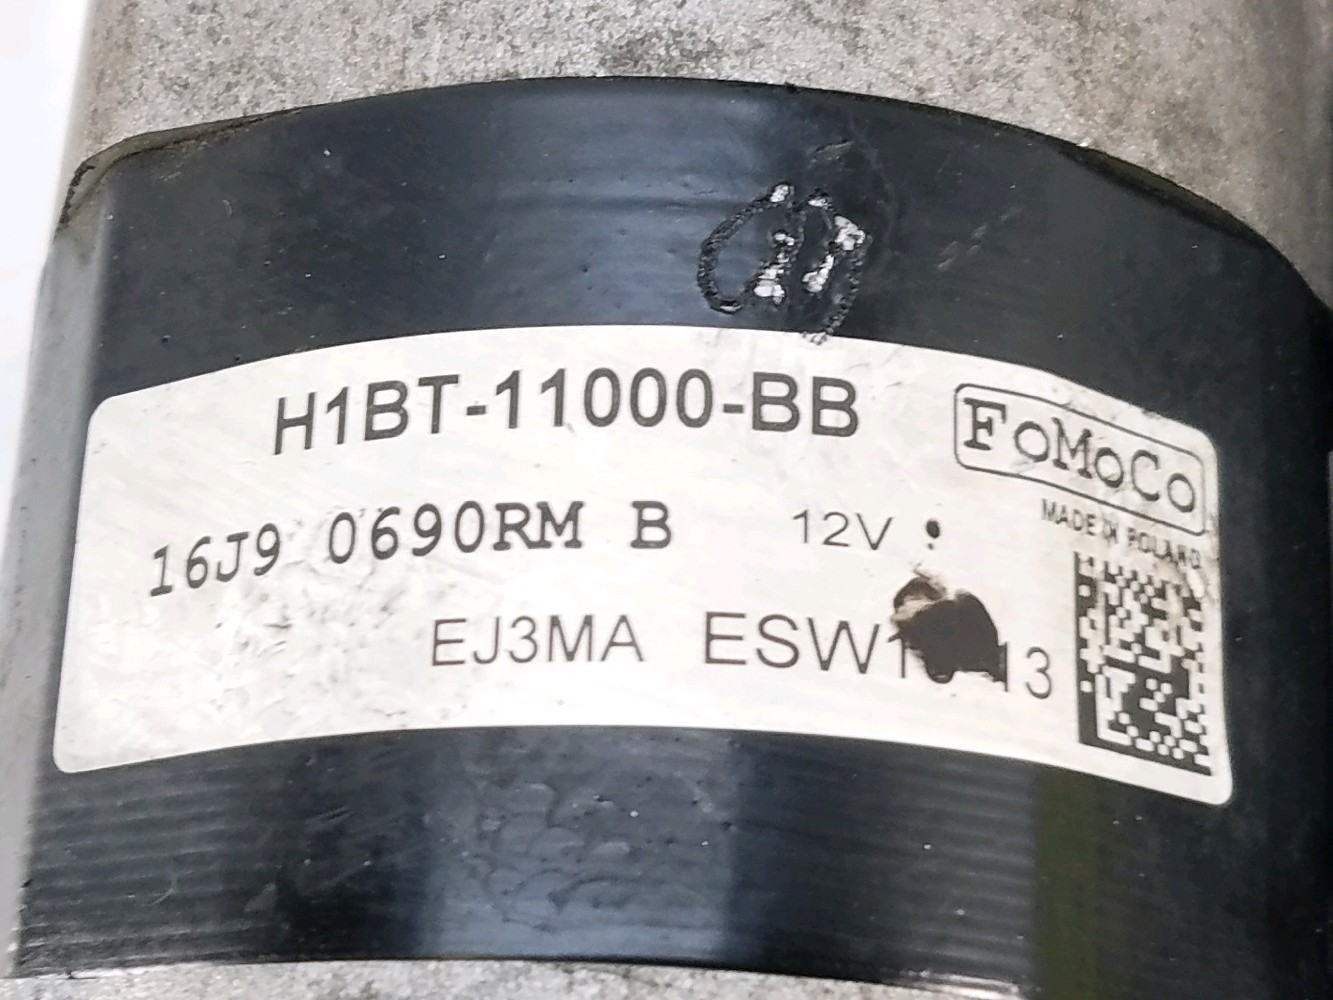 H1BT-11000-BB
FoMoCo
16J9 0690RM B
12V
MADE IN POLAND
EJ3MA